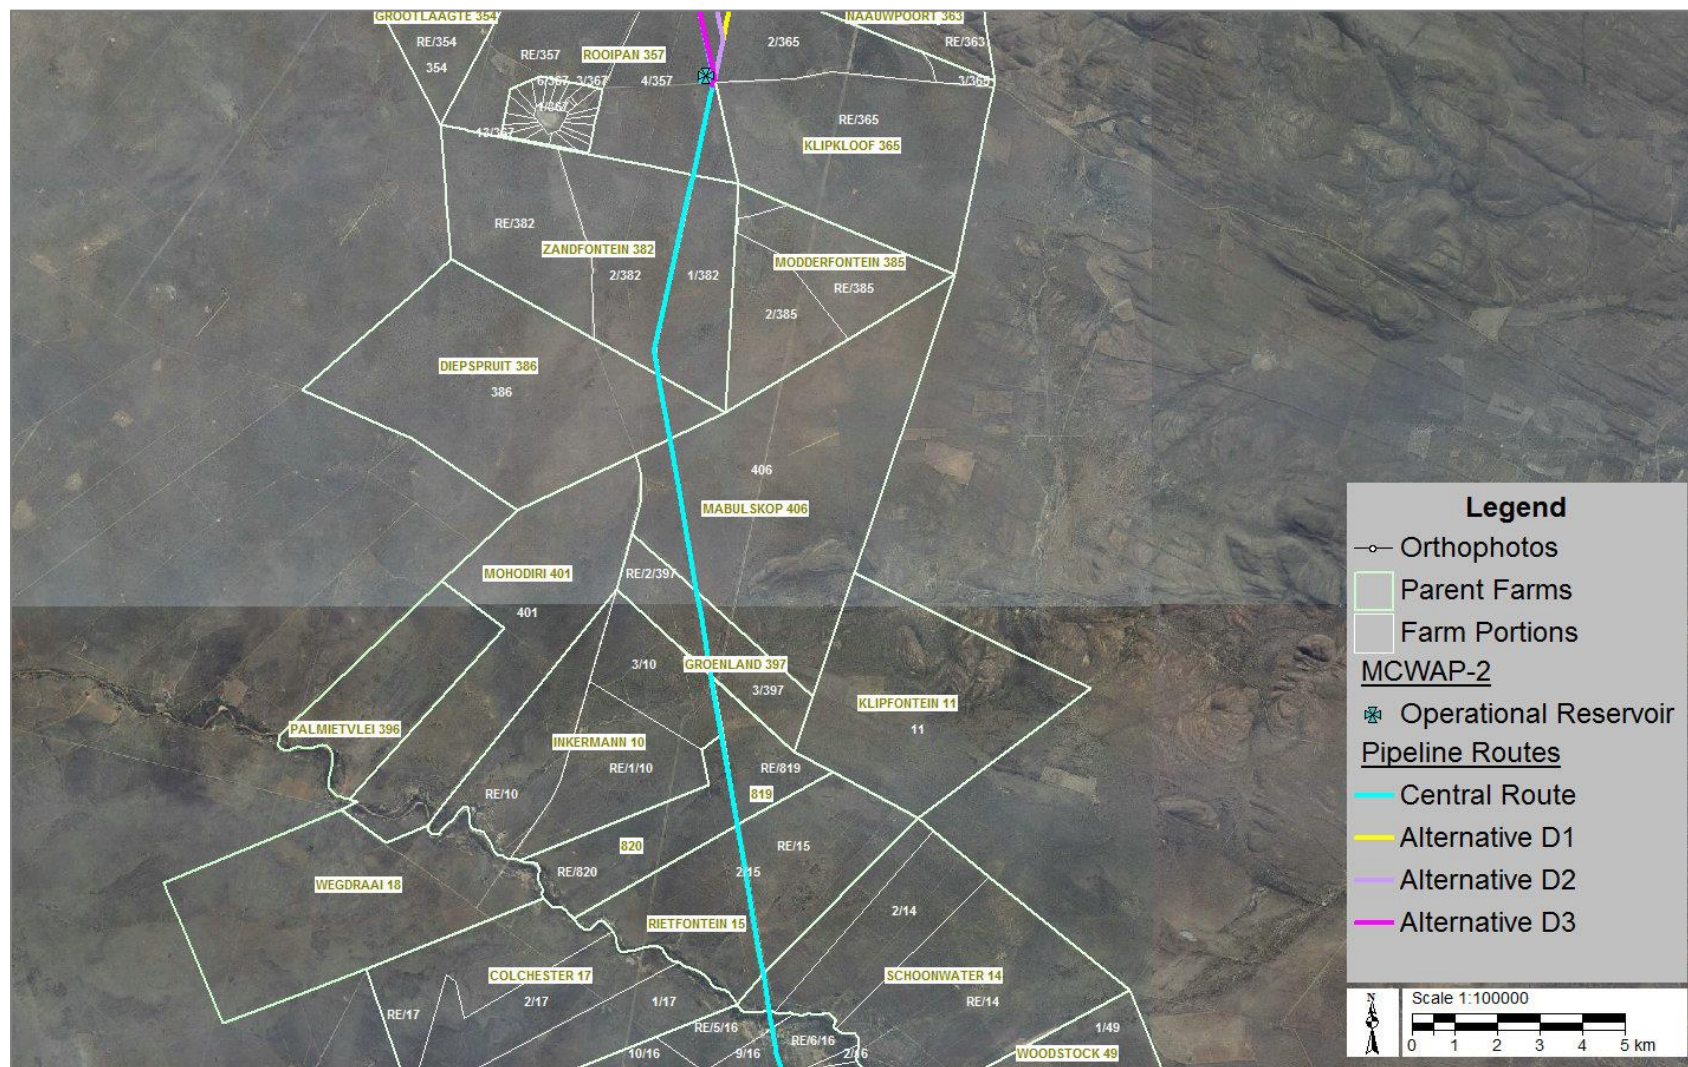 GROOTLAAGTE 354
NAAUWPOORT 363
RE/354
2/365
RE/363
RE/357
ROOIPAN 357
354
6/367
3/367
4/357
3/365
1/367
RE/365
13/367
KLIPKLOOF 365
RE/382
ZANDFONTEIN 382
MODDERFONTEIN 385
2/382
1/382
RE/385
2/385
DIEPSPRUIT 386
386
406
MABULSKOP 406
MOHODIRI 401
RE/2/397
401
3/10
GROENLAND 397
3/397
KLIPFONTEIN 11
11
PALMIETVLEI 396
INKERMANN 10
RE/1/10
RE/819
RE/10
819
820
RE/15
RE/820
2/15
WEGDRAAI 18
2/14
RIETFONTEIN 15
COLCHESTER 17
SCHOONWATER 14
2/17
1/17
RE/14
RE/17
RE/5/16
1/49
RE/6/16
10/16
9/16
2/16
WOODSTOCK 49
Legend
Orthophotos
Parent Farms
Farm Portions
MCWAP-2
Operational Reservoir
Pipeline Routes
Central Route
Alternative D1
Alternative D2
Alternative D3
N
Scale 1:100000
0 1 2 3 4 5 km